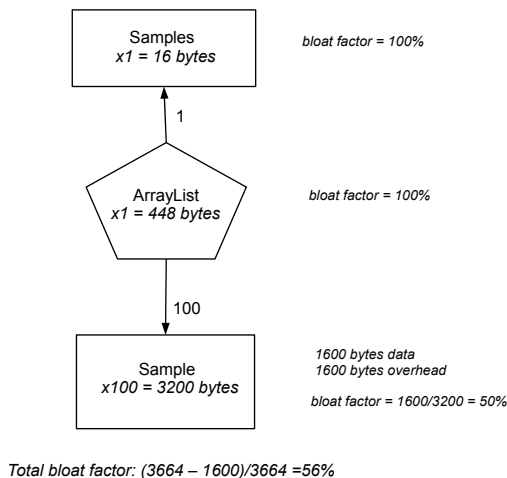 Samples
x1 = 16 bytes
bloat factor = 100%
1
ArrayList
x1 = 448 bytes
bloat factor = 100%
100
Sample
x100 = 3200 bytes
1600 bytes data
1600 bytes overhead
bloat factor = 1600/3200 = 50%
Total bloat factor: (3664 – 1600)/3664 =56%